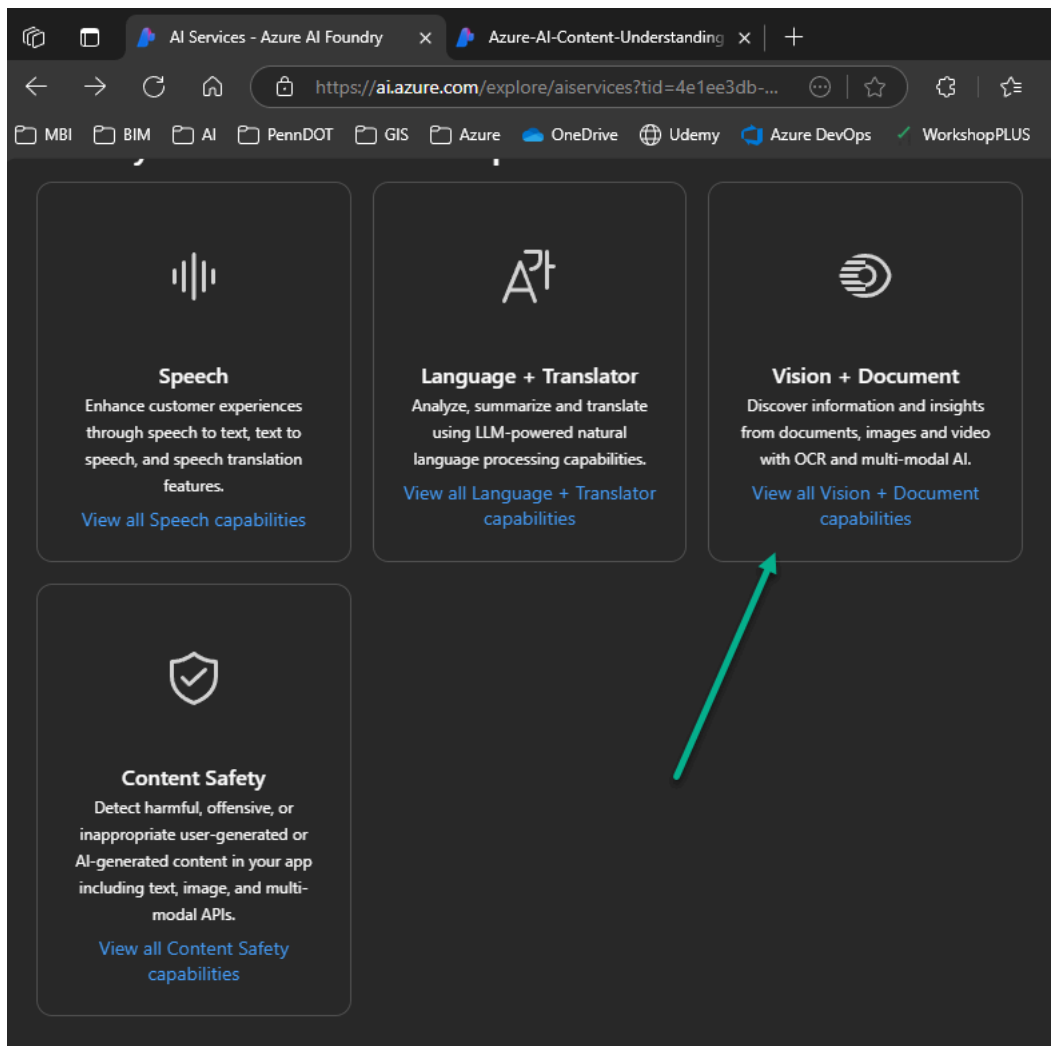 AI Services - Azure AI Foundry
Azure-AI-Content-Understanding
https://ai.azure.com/explore/aiservices?tid=4e1ee3db-...
MBI BIM AI PennDOT GIS Azure OneDrive Udemy Azure DevOps WorkshopPLUS
Speech
Enhance customer experiences
through speech to text, text to
speech, and speech translation
features.
View all Speech capabilities
Language + Translator
Analyze, summarize and translate
using LLM-powered natural
language processing capabilities.
View all Language + Translator
capabilities
Vision + Document
Discover information and insights
from documents, images and video
with OCR and multi-modal AI.
View all Vision + Document
capabilities
Content Safety
Detect harmful, offensive, or
inappropriate user-generated or
AI-generated content in your app
including text, image, and multi-
modal APIs.
View all Content Safety
capabilities